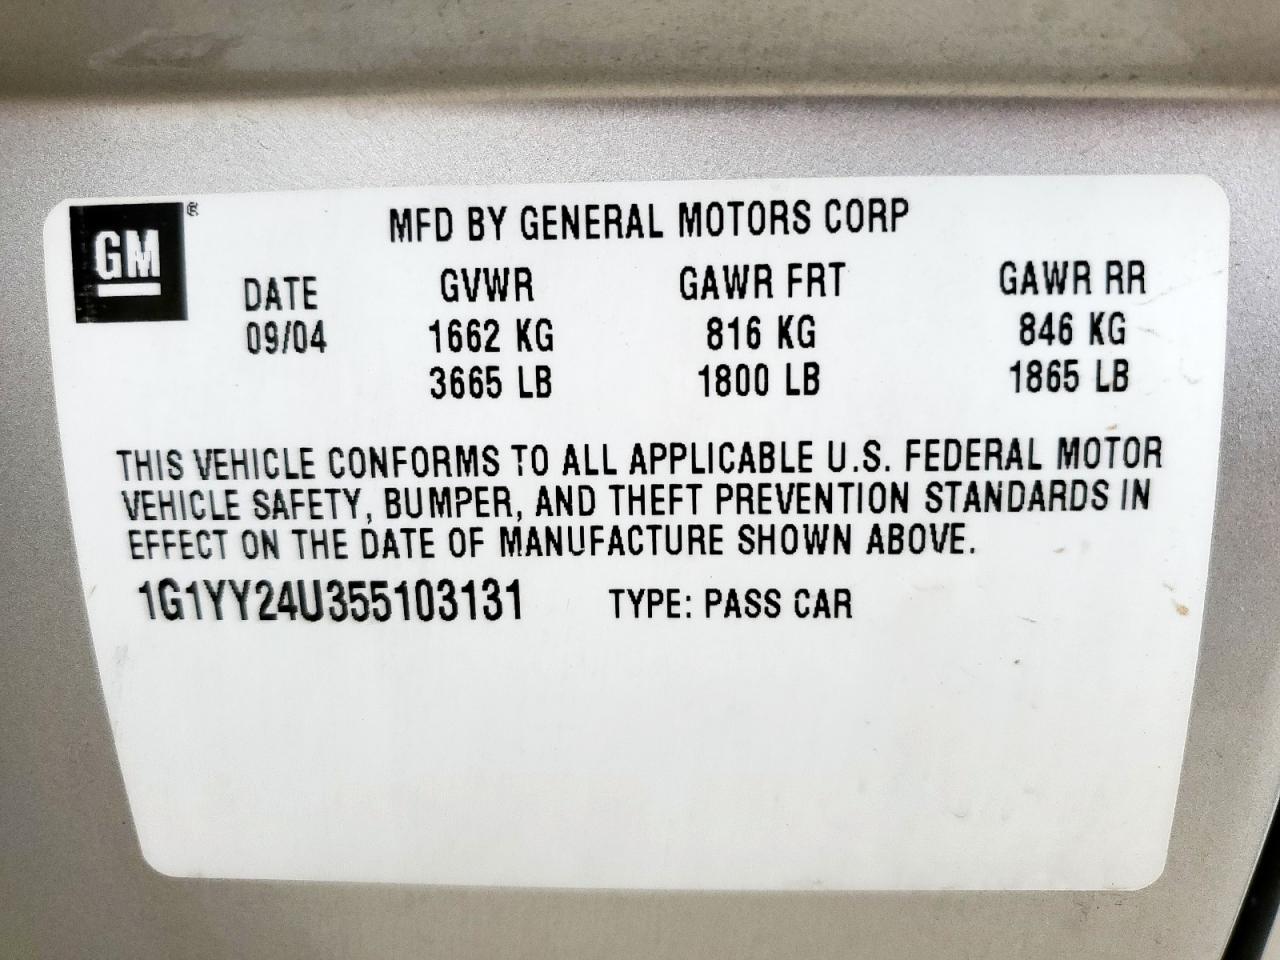 GM ®
MFD BY GENERAL MOTORS CORP
DATE GVWR GAWR FRT GAWR RR
09/04 1662 KG 816 KG 846 KG
3665 LB 1800 LB 1865 LB
THIS VEHICLE CONFORMS TO ALL APPLICABLE U.S. FEDERAL MOTOR
VEHICLE SAFETY, BUMPER, AND THEFT PREVENTION STANDARDS IN
EFFECT ON THE DATE OF MANUFACTURE SHOWN ABOVE.
1G1YY24U355103131 TYPE: PASS CAR